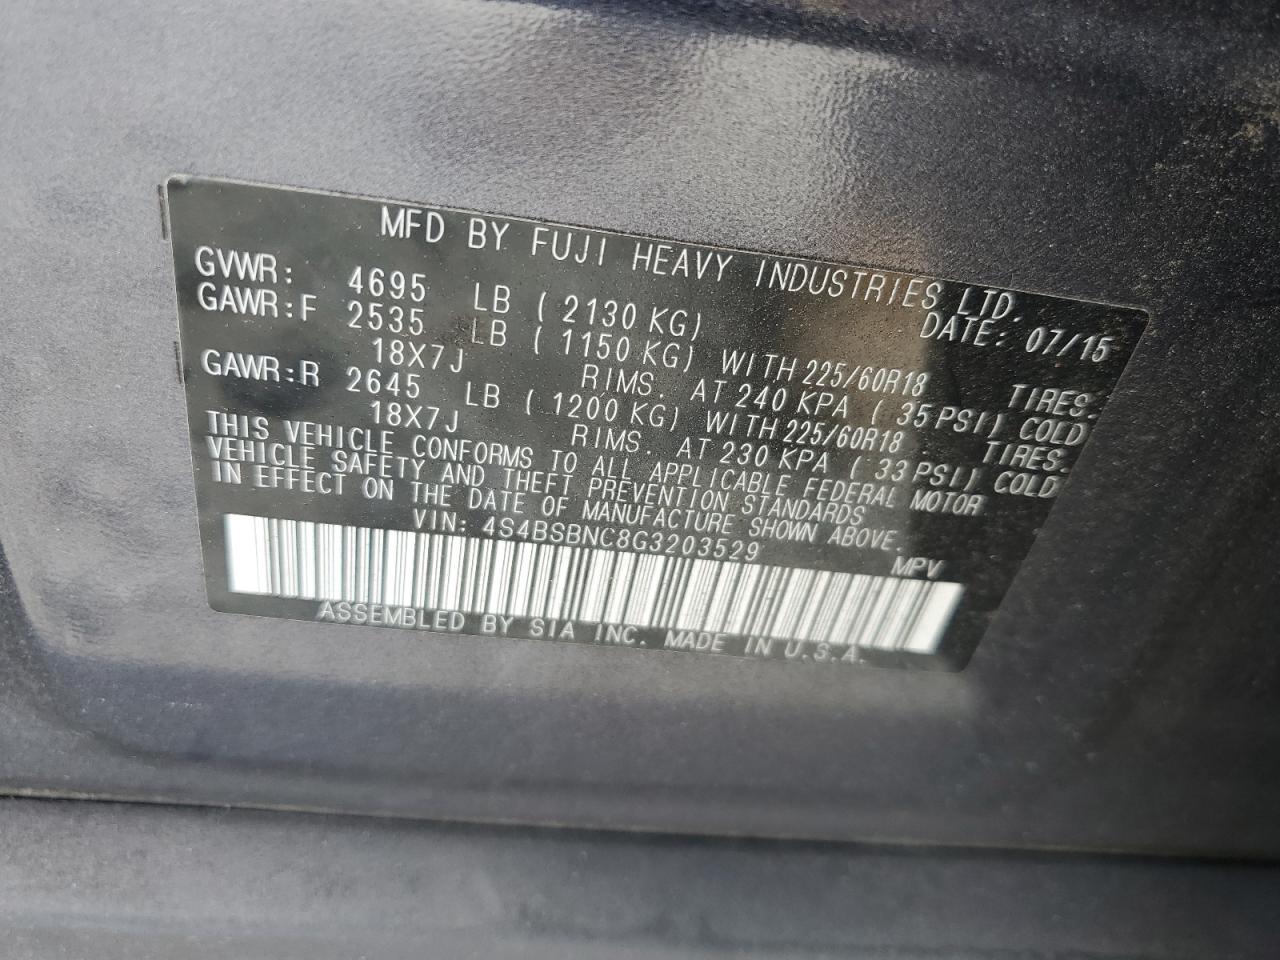 MFD BY FUJI HEAVY INDUSTRIES LTD.
GVWR: 4695 LB ( 2130 KG) DATE: 07/15
GAWR:F 2535 LB ( 1150 KG) WITH 225/60R18 TIRES.
18X7J RIMS. AT 240 KPA ( 35PSI) COLD
GAWR:R 2645 LB ( 1200 KG) WITH 225/60R18 TIRES.
18X7J RIMS. AT 230 KPA ( 33PSI) COLD
THIS VEHICLE CONFORMS TO ALL APPLICABLE FEDERAL MOTOR
VEHICLE SAFETY AND THEFT PREVENTION STANDARDS
IN EFFECT ON THE DATE OF MANUFACTURE SHOWN ABOVE.
VIN: 4S4BSBNC8G3203529 MPV
ASSEMBLED BY SIA INC. MADE IN U.S.A.